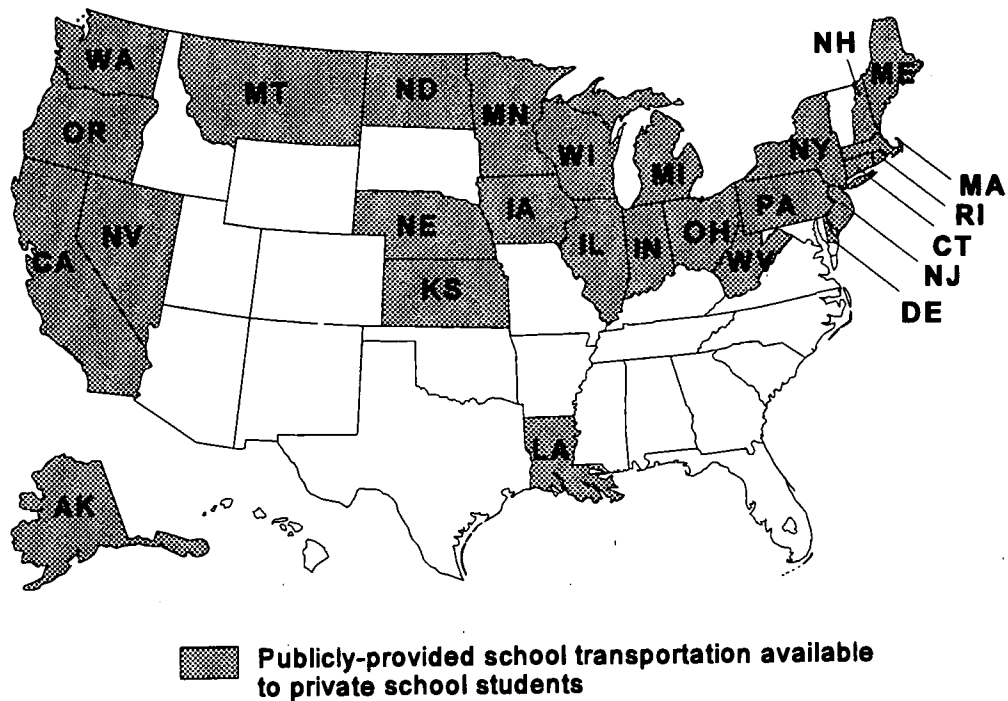 NH
WA
ME
MT
ND
MN
OR
WI
NY
MI
MA
IA
PA
RI
NE
NV
OH
CT
IL
IN
CA
WV
NJ
KS
DE
LA
AK
Publicly-provided school transportation available
to private school students